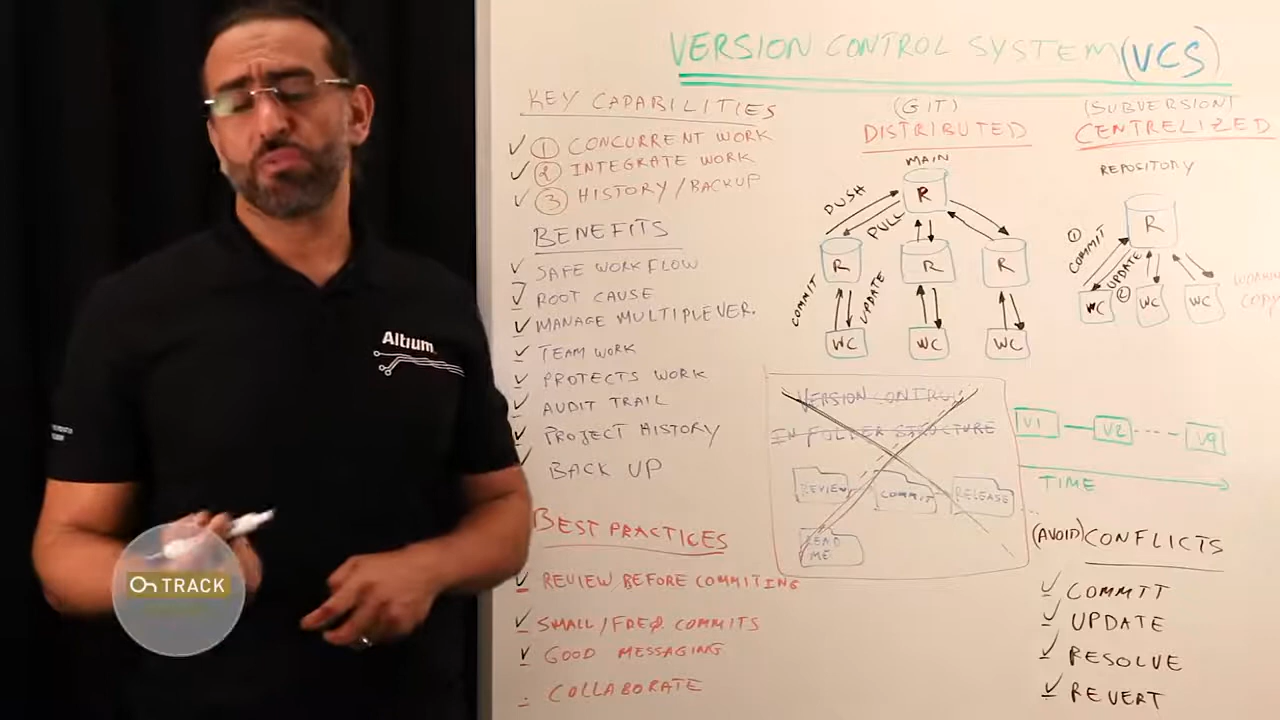 VERSION CONTROL SYSTEM (VCS)
KEY CAPABILITIES
① CONCURRENT WORK
② INTEGRATE WORK
③ HISTORY/BACKUP
BENEFITS
SAFE WORKFLOW
ROOT CAUSE
MANAGE MULTIPLE VER.
TEAM WORK
PROTECTS WORK
AUDIT TRAIL
PROJECT HISTORY
BACK UP
BEST PRACTICES
REVIEW BEFORE COMMITING
SMALL/FREQ COMMITS
GOOD MESSAGING
COLLABORATE
(GIT)
DISTRIBUTED
MAIN
R
PUSH
PULL
R R R
COMMIT
UPDATE
WC WC WC
(SUBVERSION)
CENTRELIZED
REPOSITORY
R
① COMMIT
UPDATE
②
WC WC WC
WORKING
COPY
VERSION CONTROL
IN FOLDER STRUCTURE
REVIEW COMMIT RELEASE
READ
ME
V1 V2 V9
TIME
(AVOID) CONFLICTS
COMMIT
UPDATE
RESOLVE
REVERT
Altium
On TRACK